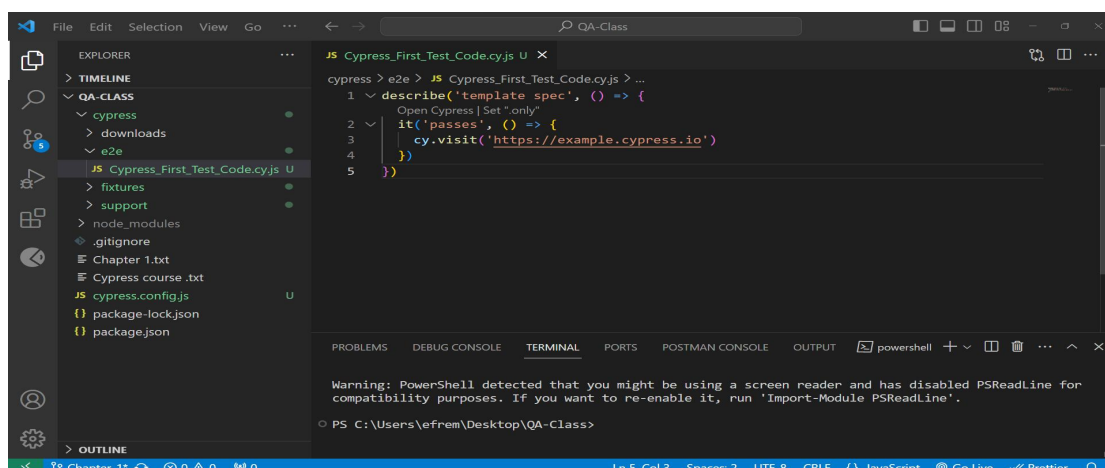 File Edit Selection View Go ··· QA-Class
EXPLORER ···
TIMELINE
QA-CLASS
cypress
downloads
e2e
JS Cypress_First_Test_Code.cy.js U
fixtures
support
node_modules
.gitignore
Chapter 1.txt
Cypress course .txt
JS cypress.config.js U
{} package-lock.json
{} package.json
OUTLINE
5
JS Cypress_First_Test_Code.cy.js U ×
cypress > e2e > JS Cypress_First_Test_Code.cy.js > ...
1 describe('template spec', () => {
Open Cypress | Set ".only"
2 it('passes', () => {
3 cy.visit('https://example.cypress.io')
4 })
5 })
PROBLEMS DEBUG CONSOLE TERMINAL PORTS POSTMAN CONSOLE OUTPUT powershell
Warning: PowerShell detected that you might be using a screen reader and has disabled PSReadLine for
compatibility purposes. If you want to re-enable it, run 'Import-Module PSReadLine'.
PS C:\Users\efrem\Desktop\QA-Class>
Chapter 1* 0 0 0 Ln 5, Col 3 Spaces: 2 UTF-8 CRLF {} JavaScript Go Live Prettier